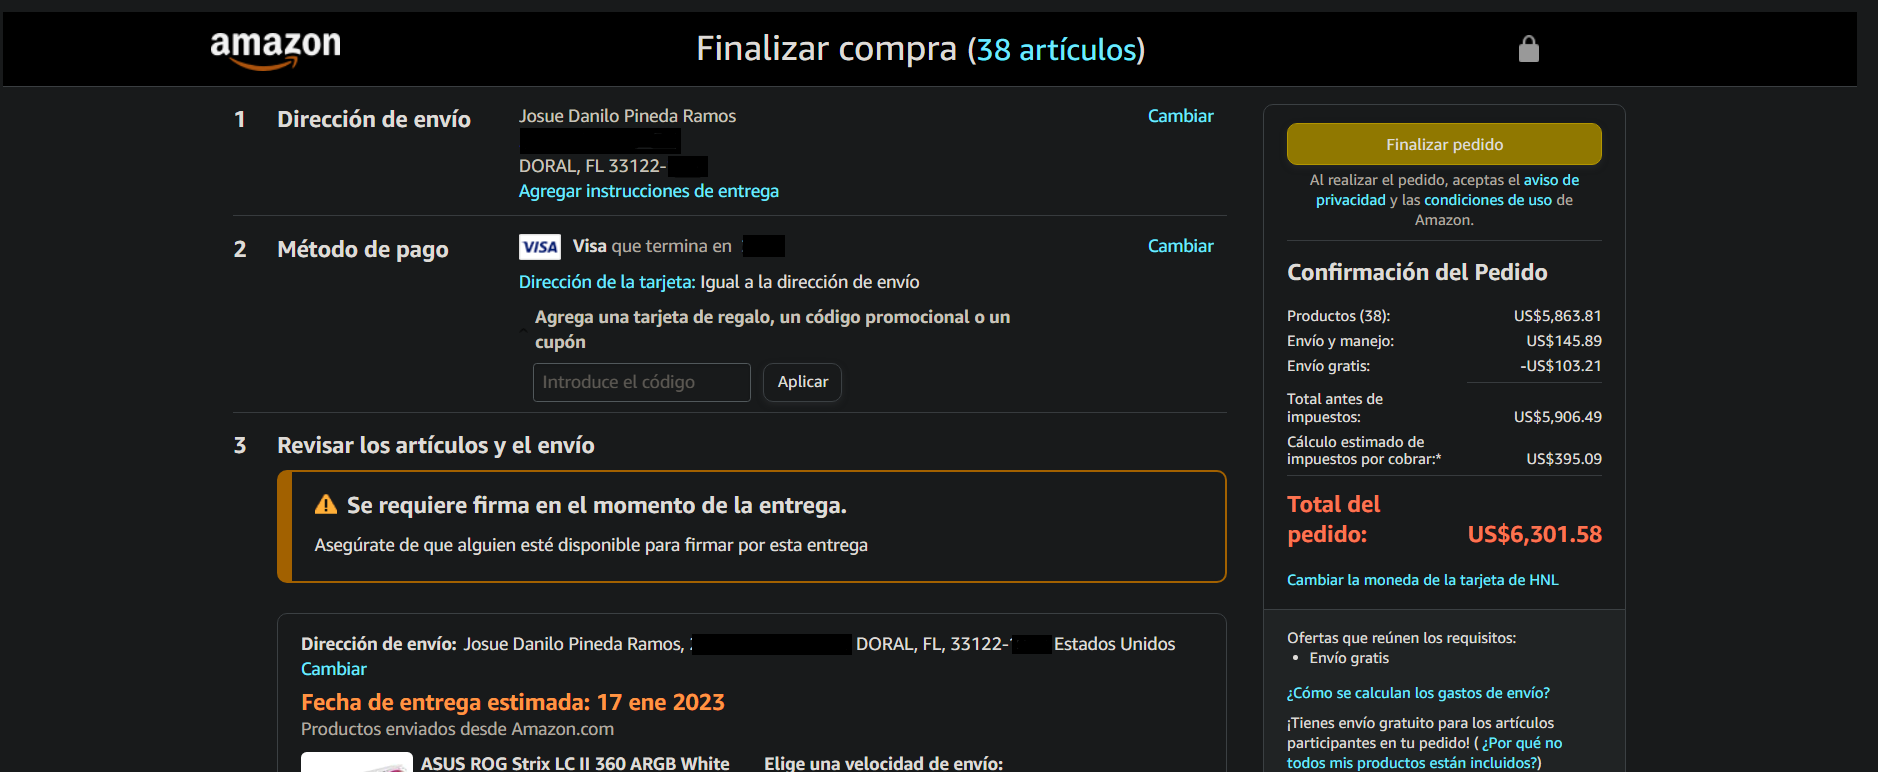 amazon
Finalizar compra (38 artículos)
1 Dirección de envío
Josue Danilo Pineda Ramos
DORAL, FL 33122-
Agregar instrucciones de entrega
Cambiar
2 Método de pago
VISA Visa que termina en
Cambiar
Dirección de la tarjeta: Igual a la dirección de envío
Agrega una tarjeta de regalo, un código promocional o un
cupón
Introduce el código
Aplicar
3 Revisar los artículos y el envío
Se requiere firma en el momento de la entrega.
Asegúrate de que alguien esté disponible para firmar por esta entrega
Dirección de envío: Josue Danilo Pineda Ramos, DORAL, FL, 33122- Estados Unidos
Cambiar
Fecha de entrega estimada: 17 ene 2023
Productos enviados desde Amazon.com
ASUS ROG Strix LC II 360 ARGB White
Elige una velocidad de envío:
Finalizar pedido
Al realizar el pedido, aceptas el aviso de
privacidad y las condiciones de uso de
Amazon.
Confirmación del Pedido
Productos (38): US$5,863.81
Envío y manejo: US$145.89
Envío gratis: -US$103.21
Total antes de
impuestos: US$5,906.49
Cálculo estimado de
impuestos por cobrar:* US$395.09
Total del
pedido: US$6,301.58
Cambiar la moneda de la tarjeta de HNL
Ofertas que reúnen los requisitos:
• Envío gratis
¿Cómo se calculan los gastos de envío?
¡Tienes envío gratuito para los artículos
participantes en tu pedido! ( ¿Por qué no
todos mis productos están incluidos?)